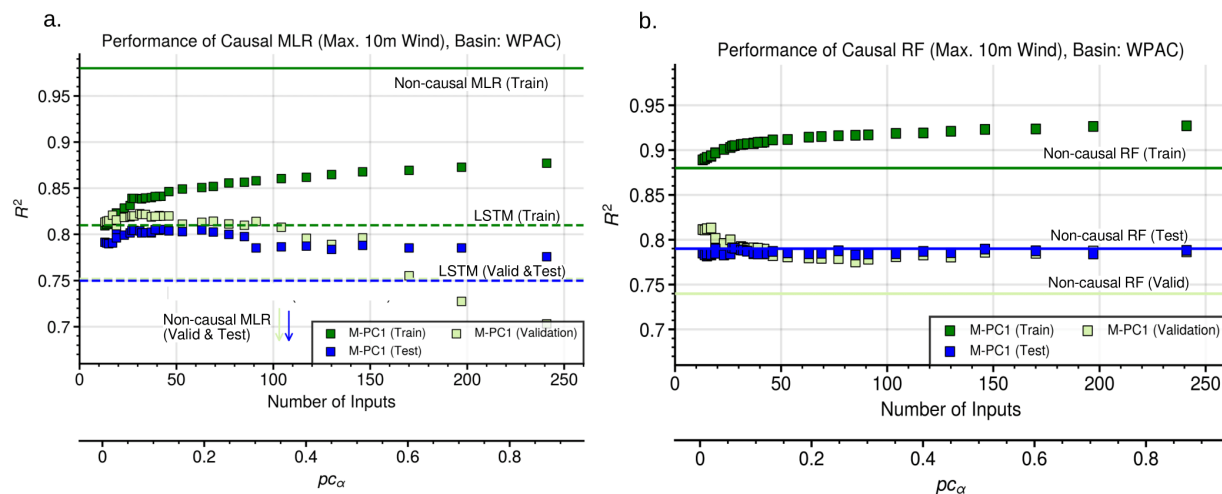 a.
Performance of Causal MLR (Max. 10m Wind), Basin: WPAC)
R²
0.95
0.9
0.85
0.8
0.75
0.7
Non-causal MLR (Train)
LSTM
(Train)
LSTM (Valid &Test)
Non-causal MLR
(Valid & Test)
M-PC1 (Train)
M-PC1 (Validation)
M-PC1 (Test)
0
50
100
150
200
250
Number of Inputs
0
0.2
0.4
0.6
0.8
pcα
b.
Performance of Causal RF (Max. 10m Wind), Basin: WPAC)
R²
0.95
0.9
0.85
0.8
0.75
0.7
Non-causal RF (Train)
Non-causal RF (Test)
Non-causal RF (Valid)
M-PC1 (Train)
M-PC1 (Validation)
M-PC1 (Test)
0
50
100
150
200
250
Number of Inputs
0
0.2
0.4
0.6
0.8
pcα